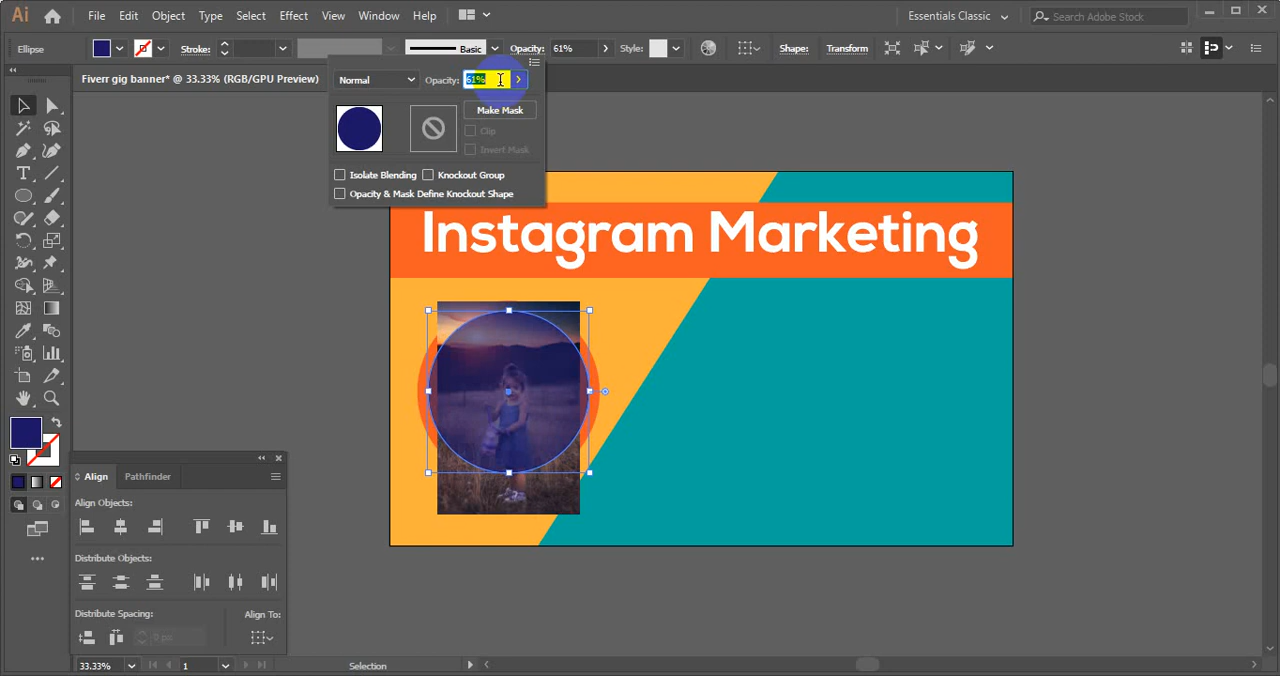 Ai File Edit Object Type Select Effect View Window Help Essentials Classic Search Adobe Stock
Ellipse Stroke: Basic Opacity: 61% Style: Shape: Transform
Fiverr gig banner* @ 33.33% (RGB/GPU Preview)
Normal Opacity: 61%
Make Mask
Clip
Invert Mask
Isolate Blending Knockout Group
Opacity & Mask Define Knockout Shape
Instagram Marketing
Align Pathfinder
Align Objects:
Distribute Objects:
Distribute Spacing: Align To:
0 px
33.33% 1 Selection